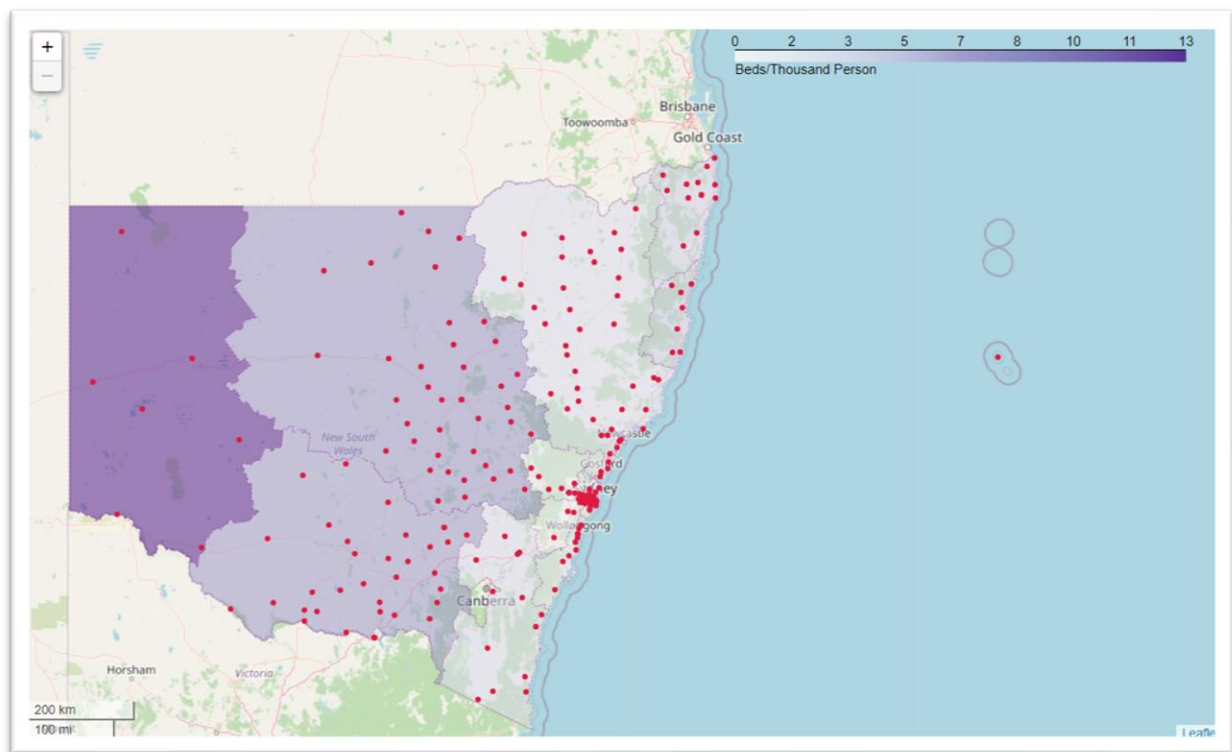 +
−
0 2 3 5 7 8 10 11 13
Beds/Thousand Person
Brisbane
Toowoomba
Gold Coast
New South
Wales
Newcastle
Gosford
Wollongong
Canberra
Horsham
Victoria
200 km
100 mi
Leafle